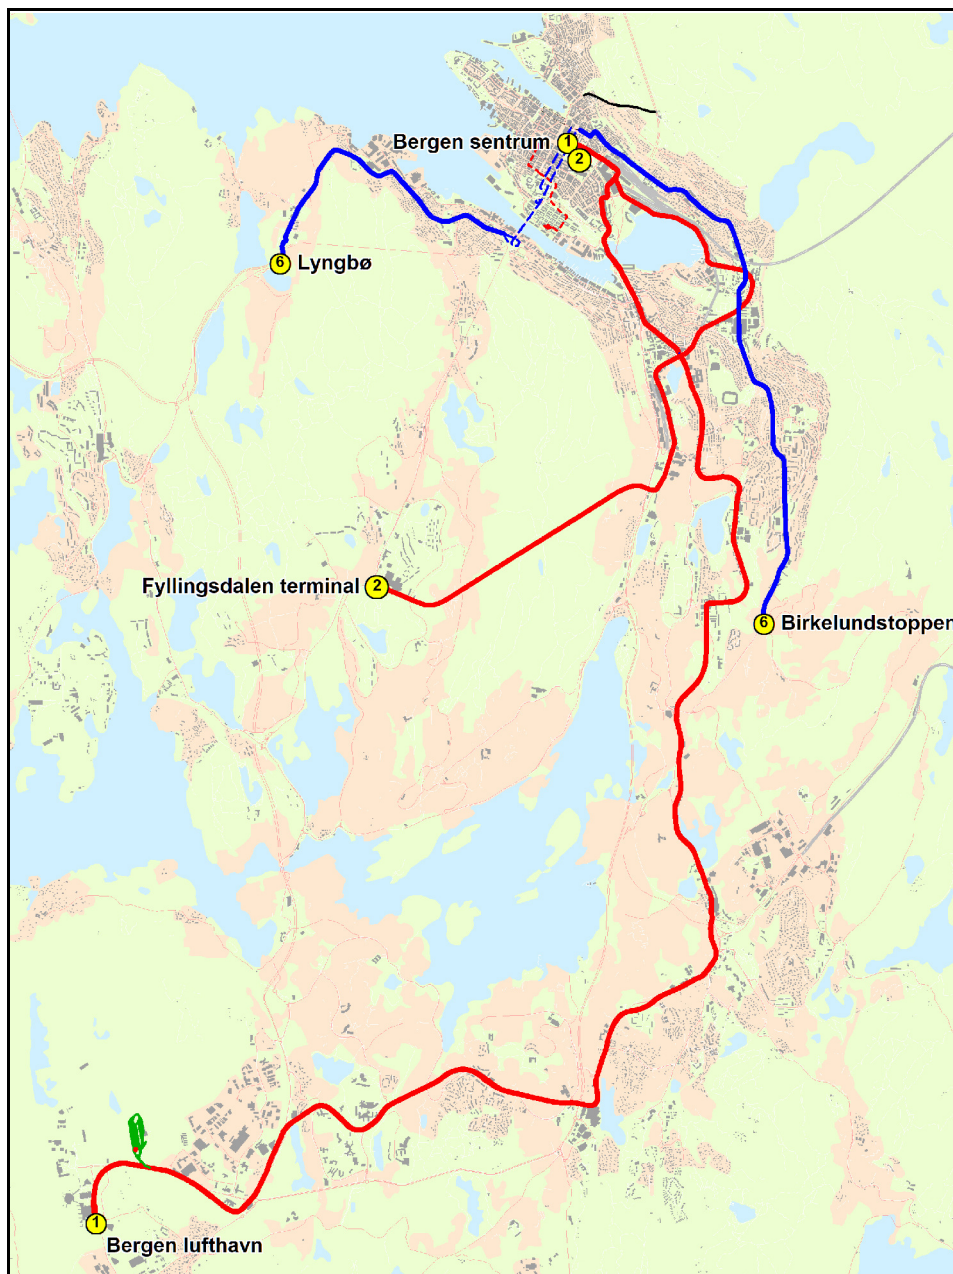 Bergen sentrum
1
2
6
Lyngbø
Fyllingsdalen terminal
2
6
Birkelundstoppen
1
Bergen lufthavn